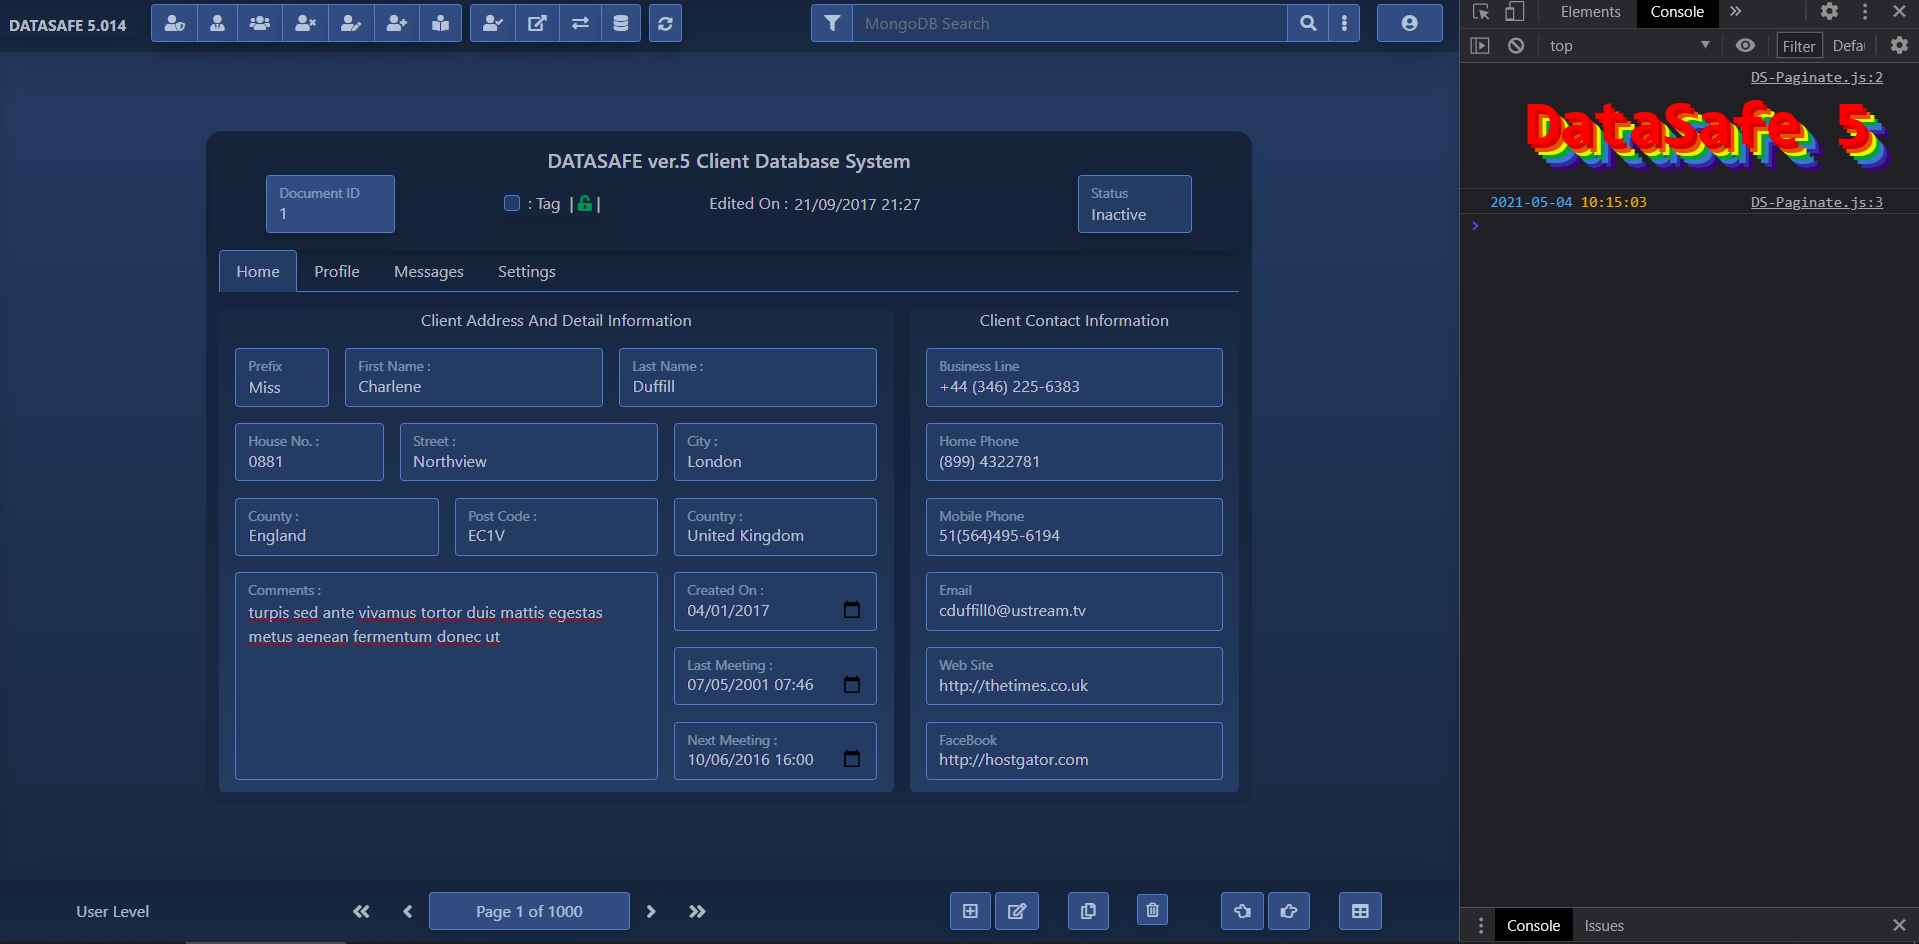 DATASAFE 5.014
MongoDB Search
DATASAFE ver.5 Client Database System
Document ID
1
: Tag | |
Edited On : 21/09/2017 21:27
Status
Inactive
Home Profile Messages Settings
Client Address And Detail Information
Prefix
Miss
First Name :
Charlene
Last Name :
Duffill
House No. :
0881
Street :
Northview
City :
London
County :
England
Post Code :
EC1V
Country :
United Kingdom
Comments :
turpis sed ante vivamus tortor duis mattis egestas
metus aenean fermentum donec ut
Created On :
04/01/2017
Last Meeting :
07/05/2001 07:46
Next Meeting :
10/06/2016 16:00
Client Contact Information
Business Line
+44 (346) 225-6383
Home Phone
(899) 4322781
Mobile Phone
51(564)495-6194
Email
cduffill0@ustream.tv
Web Site
http://thetimes.co.uk
FaceBook
http://hostgator.com
User Level
Page 1 of 1000
Elements Console
top
Filter
Defa
DS-Paginate.js:2
DataSafe 5
2021-05-04 10:15:03 DS-Paginate.js:3
Console Issues